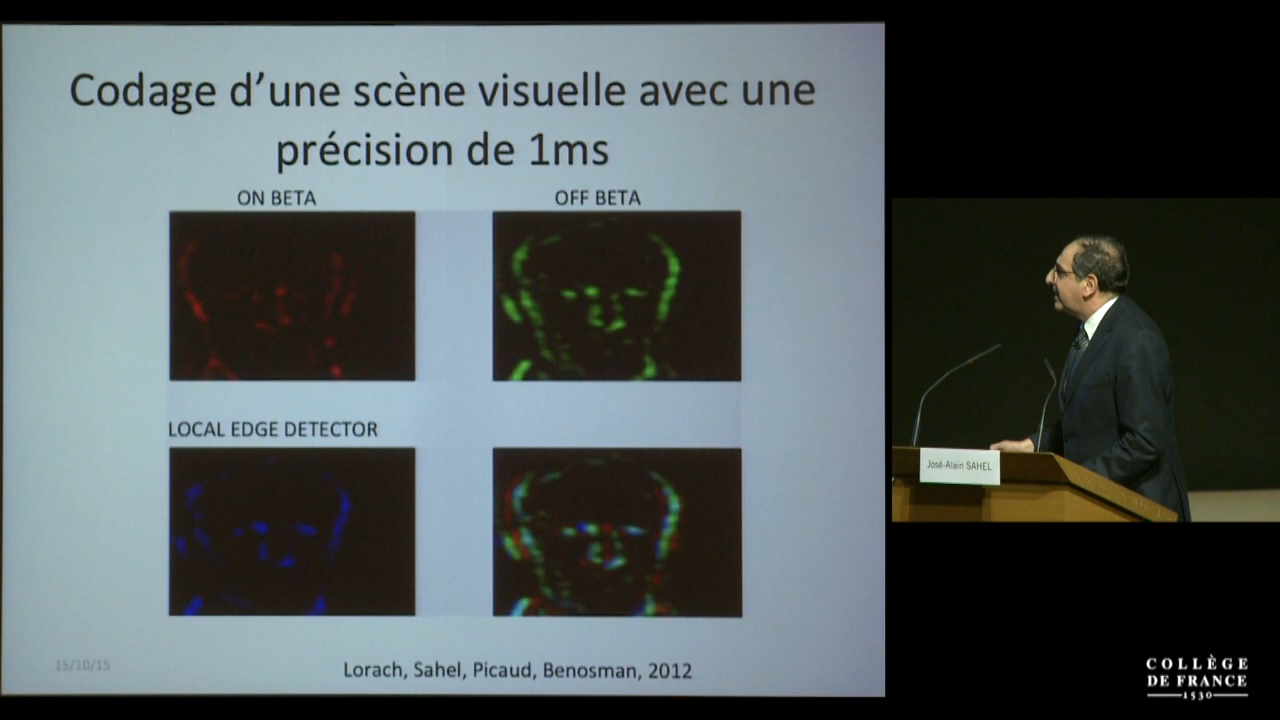 Codage d'une scène visuelle avec une
précision de 1ms
ON BETA
OFF BETA
LOCAL EDGE DETECTOR
15/10/15
Lorach, Sahel, Picaud, Benosman, 2012
José-Alain SAHEL
COLLÈGE
DE FRANCE
1530